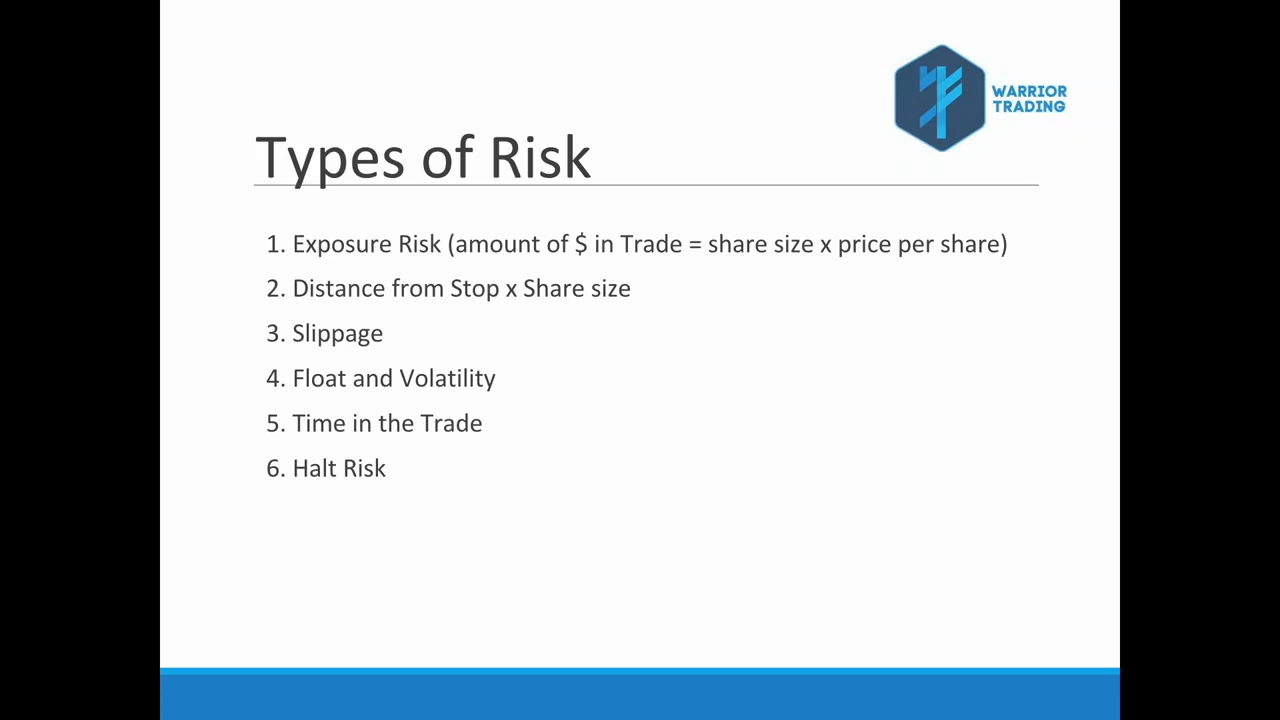 WARRIOR
TRADING
Types of Risk
1. Exposure Risk (amount of $ in Trade = share size x price per share)
2. Distance from Stop x Share size
3. Slippage
4. Float and Volatility
5. Time in the Trade
6. Halt Risk